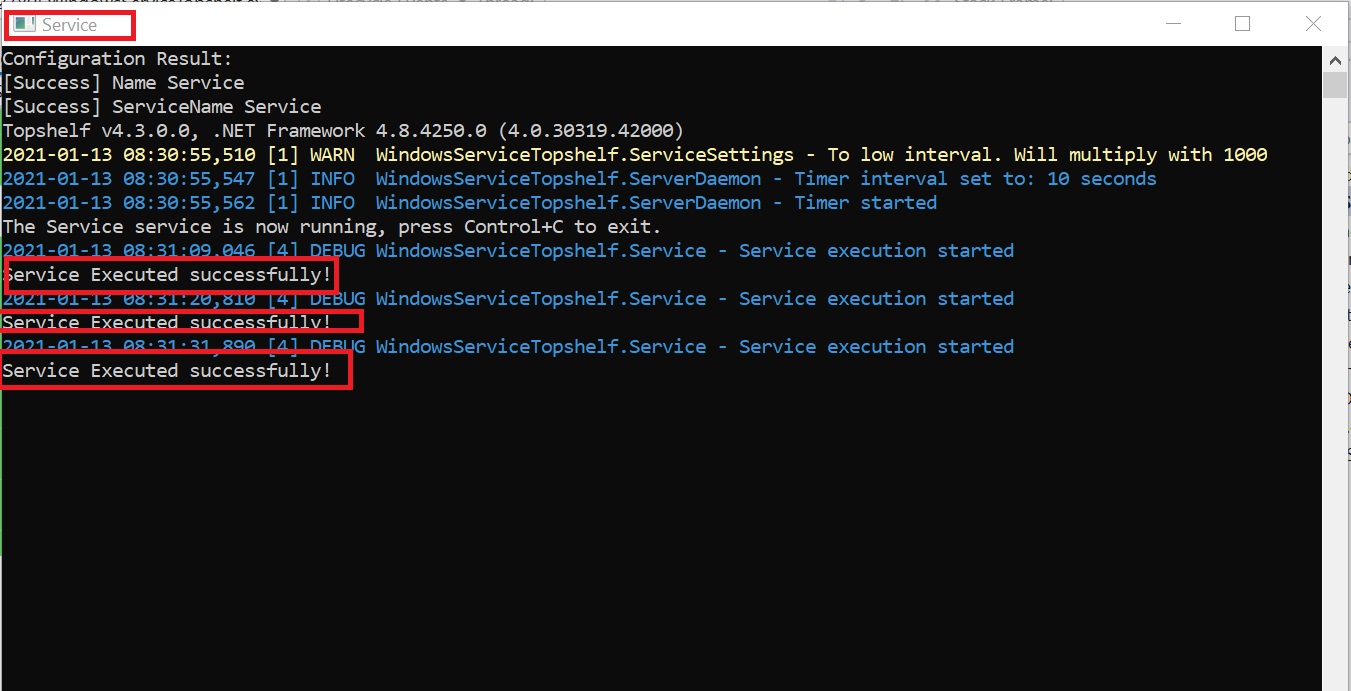 Service
Configuration Result:
[Success] Name Service
[Success] ServiceName Service
Topshelf v4.3.0.0, .NET Framework 4.8.4250.0 (4.0.30319.42000)
2021-01-13 08:30:55,510 [1] WARN  WindowsServiceTopshelf.ServiceSettings - To low interval. Will multiply with 1000
2021-01-13 08:30:55,547 [1] INFO  WindowsServiceTopshelf.ServerDaemon - Timer interval set to: 10 seconds
2021-01-13 08:30:55,562 [1] INFO  WindowsServiceTopshelf.ServerDaemon - Timer started
The Service service is now running, press Control+C to exit.
2021-01-13 08:31:09,046 [4] DEBUG WindowsServiceTopshelf.Service - Service execution started
Service Executed successfully!
2021-01-13 08:31:20,810 [4] DEBUG WindowsServiceTopshelf.Service - Service execution started
Service Executed successfully!
2021-01-13 08:31:31,890 [4] DEBUG WindowsServiceTopshelf.Service - Service execution started
Service Executed successfully!